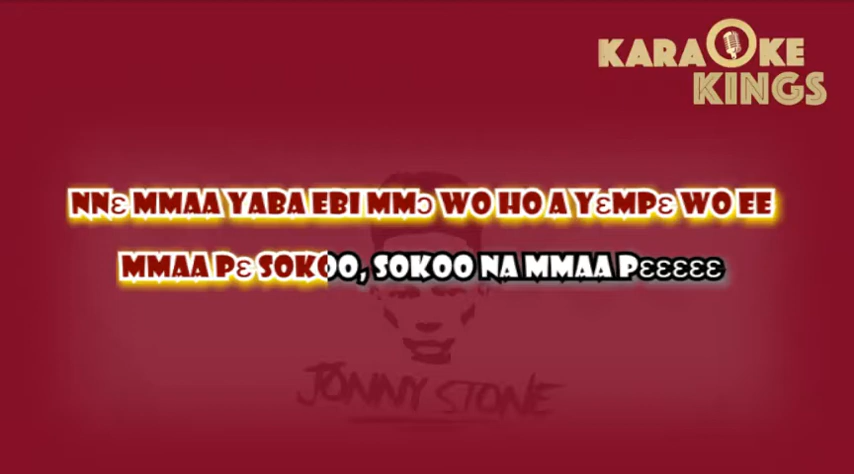 KARAOKE
KINGS
NNɛ MMAA YABA EBI MMɔ WO HO A YɛMPɛ WO EE
MMAA Pɛ SOKOO, SOKOO NA MMAA Pɛɛɛɛɛ
JONNY STONE